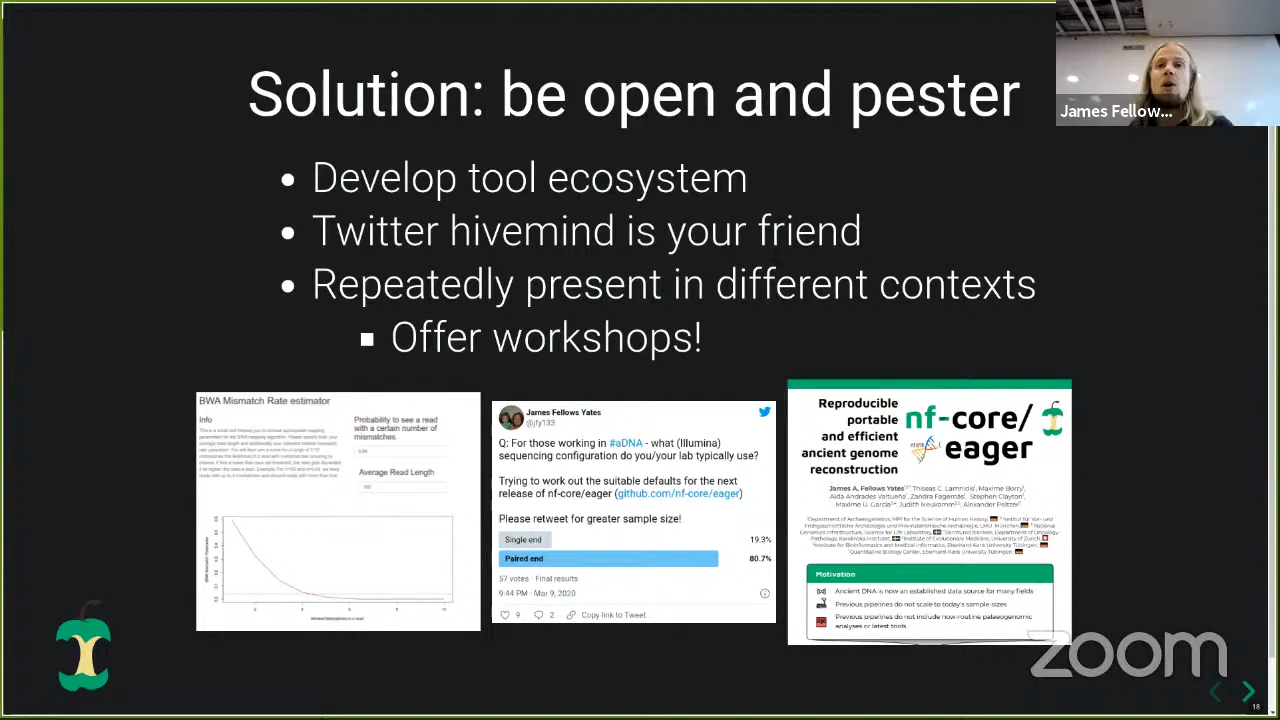 Solution: be open and pester
James Fellow...
Develop tool ecosystem
Twitter hivemind is your friend
Repeatedly present in different contexts
Offer workshops!
BWA Mismatch Rate estimator
Info
Probability to see a read
with a certain number of
mismatches.
0.04
Average Read Length
100
James Fellows Yates
@jfy133
Q: For those working in #aDNA - what (Illumina)
sequencing configuration do you/your lab typically use?
Trying to work out the suitable defaults for the next
release of nf-core/eager (github.com/nf-core/eager)
Please retweet for greater sample size!
Single end 19.3%
Paired end 80.7%
57 votes · Final results
9:44 PM · Mar 9, 2020
9 2 Copy link to Tweet
Reproducible
portable
and efficient
ancient genome
reconstruction
nf-core/
eager
James A. Fellows Yates, Thiseas C. Lamnidis, Maxime Borry,
Aida Andrades Valtueña, Zandra Fagernäs, Stephen Clayton,
Maxime U. Garcia, Judith Neukamm, Alexander Peltzer
Motivation
Ancient DNA is now an established data source for many fields
Previous pipelines do not scale to today's sample-sizes
Previous pipelines do not include now-routine palaeogenomic
analyses or latest tools
zoom
18